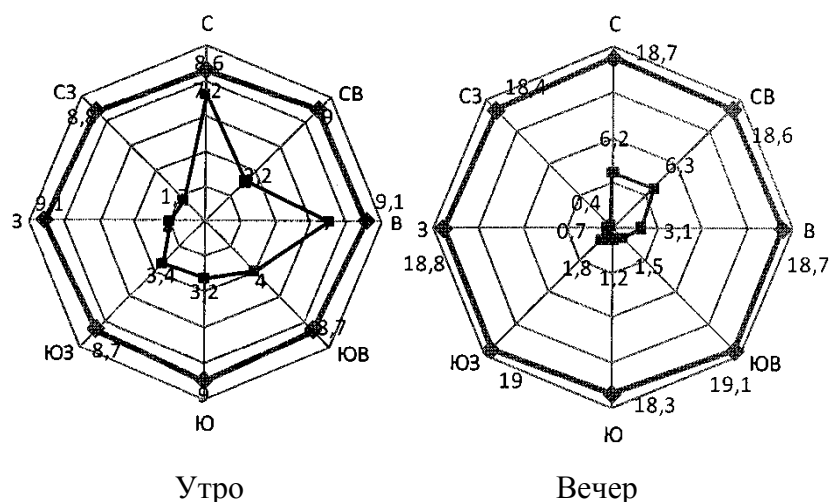 С
8,6
7,2
СЗ
СВ
8,8
9
3,2
1,7
З
9,1
9,1
В
2
3,4
3,2
4
ЮЗ
8,7
8,7
ЮВ
9
Ю
Утро
С
18,7
СЗ
18,4
СВ
18,6
6,2
6,3
0,4
З
18,8
0,7
3,1
В
18,7
1,8
1,2
1,5
ЮЗ
19
ЮВ
19,1
18,3
Ю
Вечер